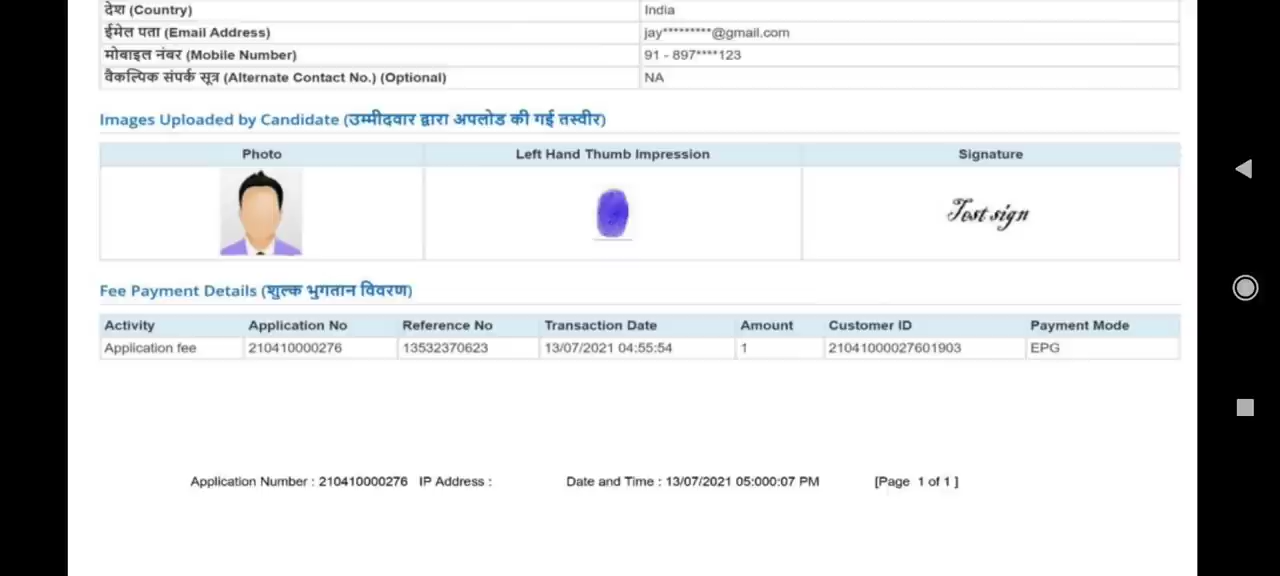 देश (Country) India
ईमेल पता (Email Address) jay*********@gmail.com
मोबाइल नंबर (Mobile Number) 91 - 897****123
वैकल्पिक संपर्क सूत्र (Alternate Contact No.) (Optional) NA
Images Uploaded by Candidate (उम्मीदवार द्वारा अपलोड की गई तस्वीर)
Photo Left Hand Thumb Impression Signature
Test sign
Fee Payment Details (शुल्क भुगतान विवरण)
Activity Application No Reference No Transaction Date Amount Customer ID Payment Mode
Application fee 210410000276 13532370623 13/07/2021 04:55:54 1 21041000027601903 EPG
Application Number : 210410000276 IP Address : Date and Time : 13/07/2021 05:000:07 PM [Page 1 of 1 ]